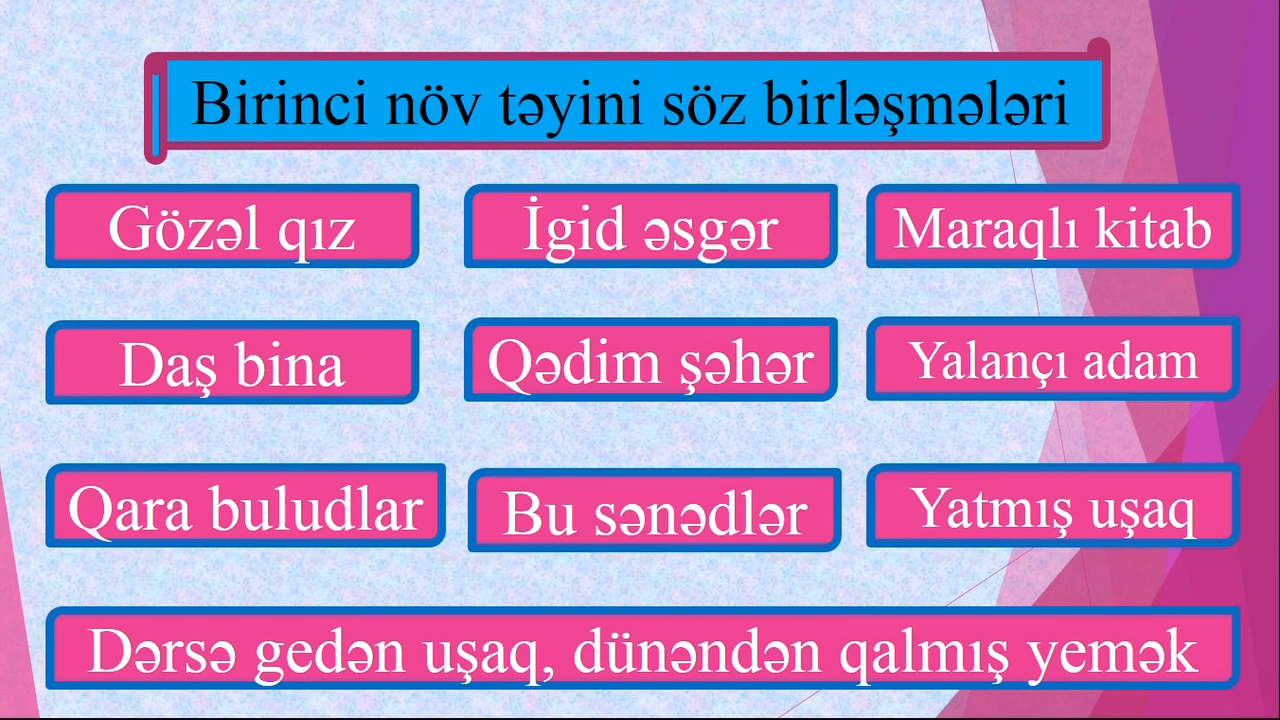 Birinci növ təyini söz birləşmələri
Gözəl qız
İgid əsgər
Maraqlı kitab
Daş bina
Qədim şəhər
Yalançı adam
Qara buludlar
Bu sənədlər
Yatmış uşaq
Dərsə gedən uşaq, dünəndən qalmış yemək